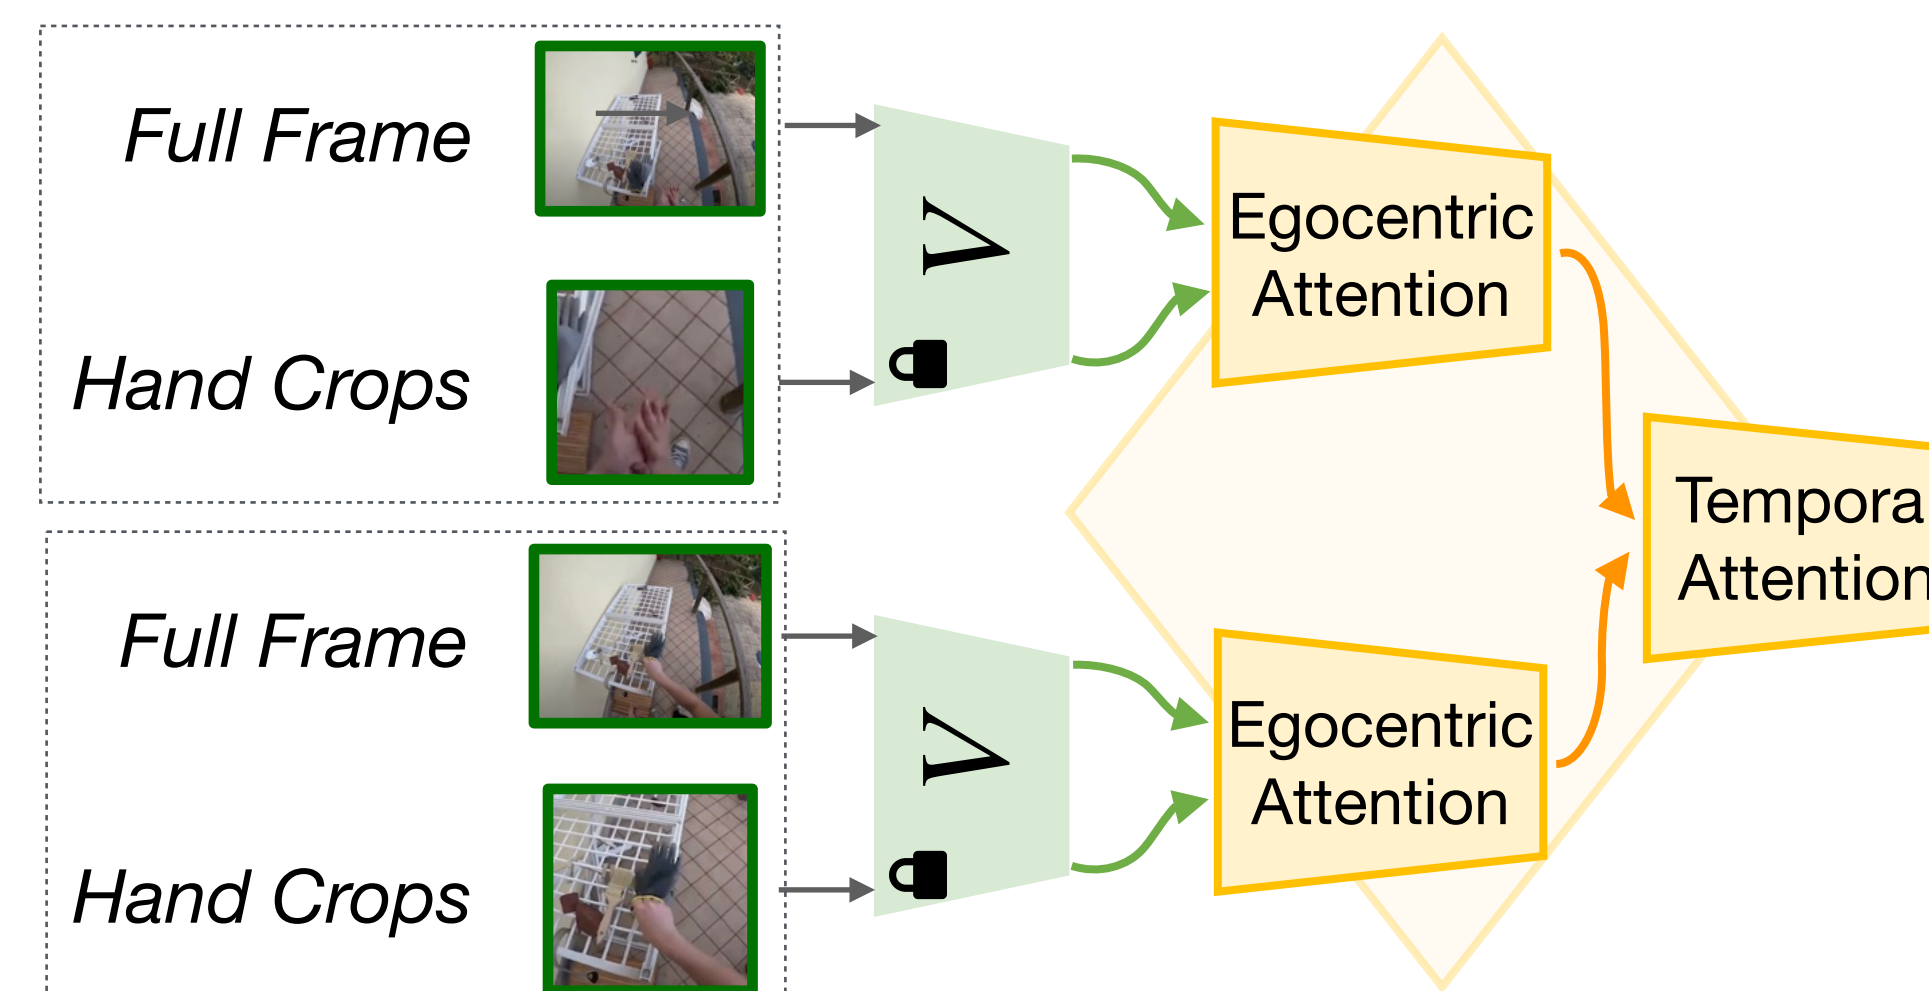 Full Frame
Hand Crops
V
Egocentric
Attention
Full Frame
Hand Crops
V
Egocentric
Attention
Tempora
Attention